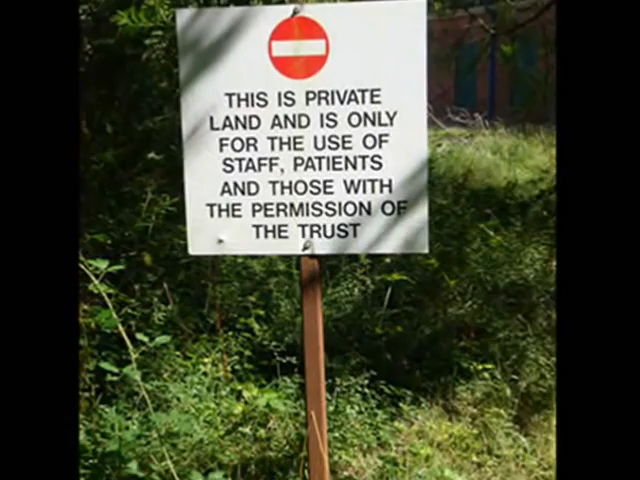 THIS IS PRIVATE
LAND AND IS ONLY
FOR THE USE OF
STAFF, PATIENTS
AND THOSE WITH
THE PERMISSION OF
THE TRUST